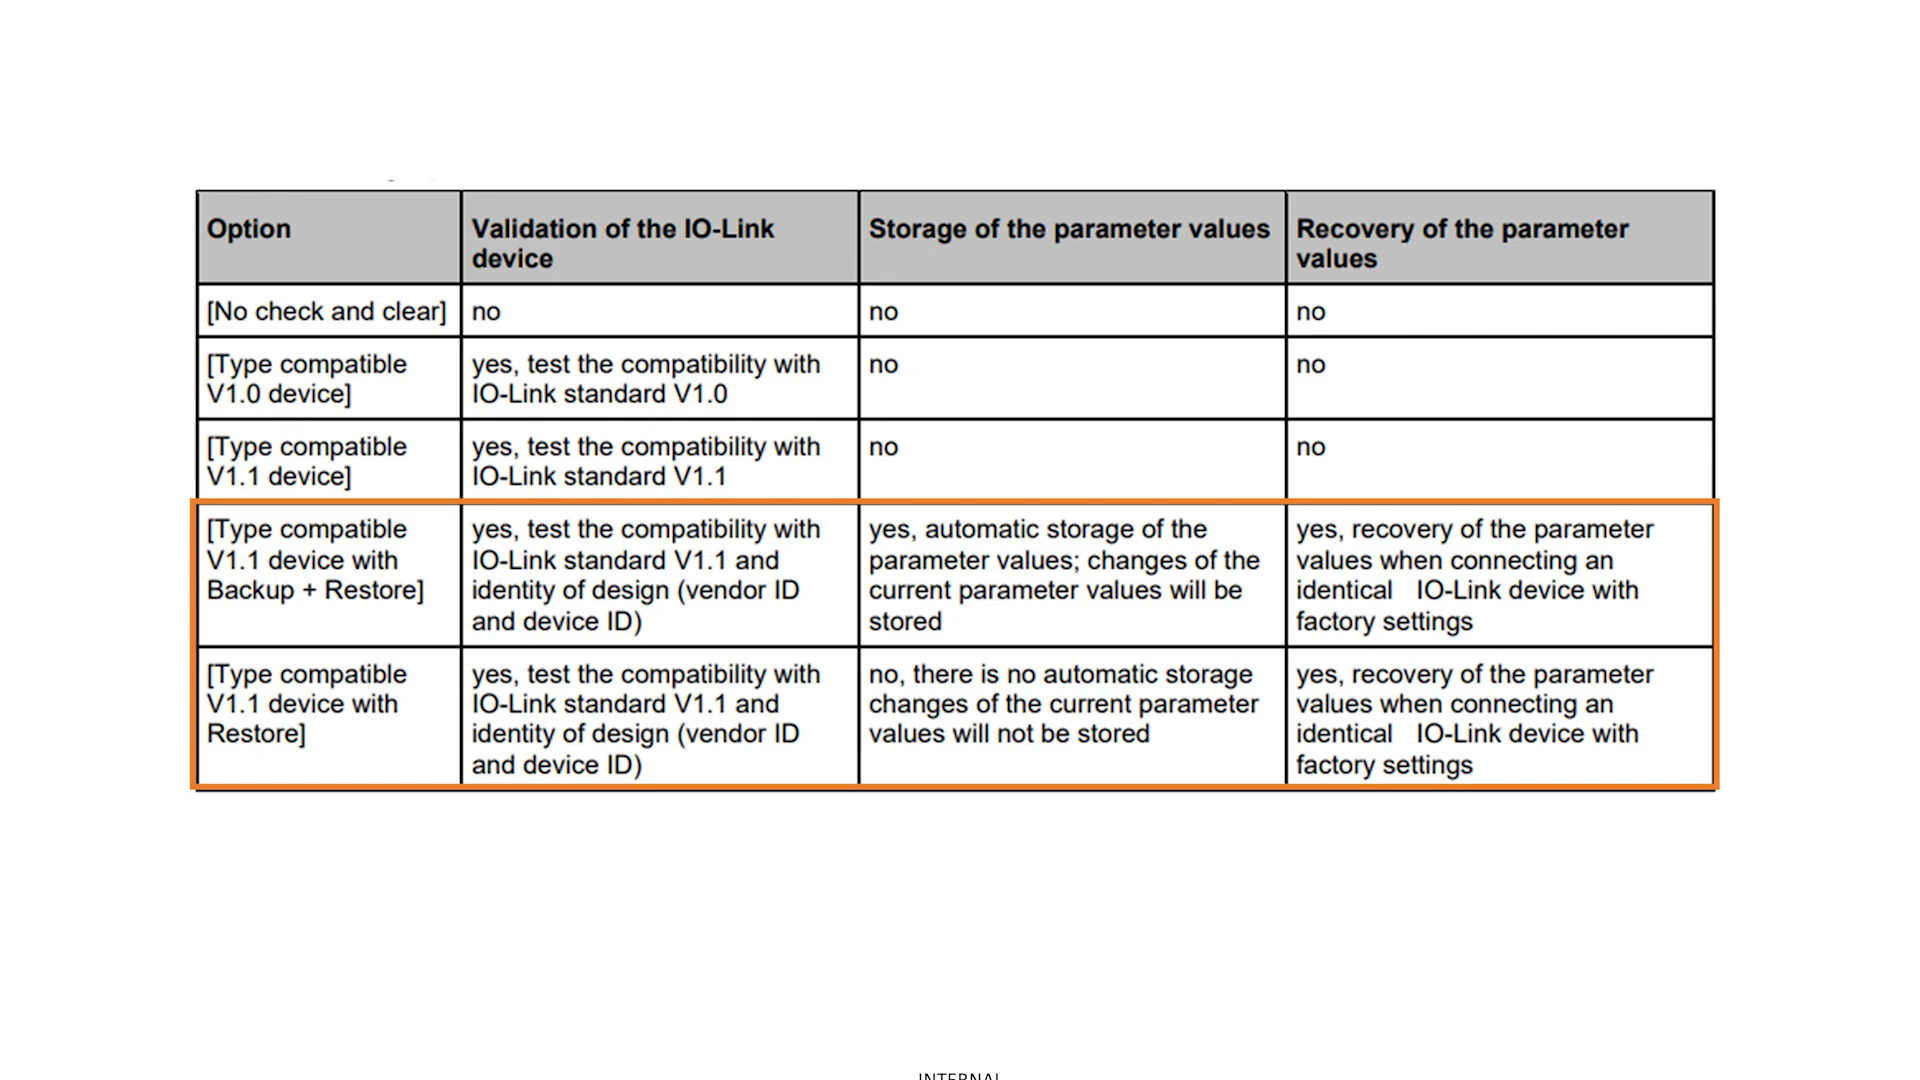 Option
Validation of the IO-Link
device
Storage of the parameter values
Recovery of the parameter
values
[No check and clear]
no
no
no
[Type compatible
V1.0 device]
yes, test the compatibility with
IO-Link standard V1.0
no
no
[Type compatible
V1.1 device]
yes, test the compatibility with
IO-Link standard V1.1
no
no
[Type compatible
V1.1 device with
Backup + Restore]
yes, test the compatibility with
IO-Link standard V1.1 and
identity of design (vendor ID
and device ID)
yes, automatic storage of the
parameter values; changes of the
current parameter values will be
stored
yes, recovery of the parameter
values when connecting an
identical IO-Link device with
factory settings
[Type compatible
V1.1 device with
Restore]
yes, test the compatibility with
IO-Link standard V1.1 and
identity of design (vendor ID
and device ID)
no, there is no automatic storage
changes of the current parameter
values will not be stored
yes, recovery of the parameter
values when connecting an
identical IO-Link device with
factory settings
INTERNAL